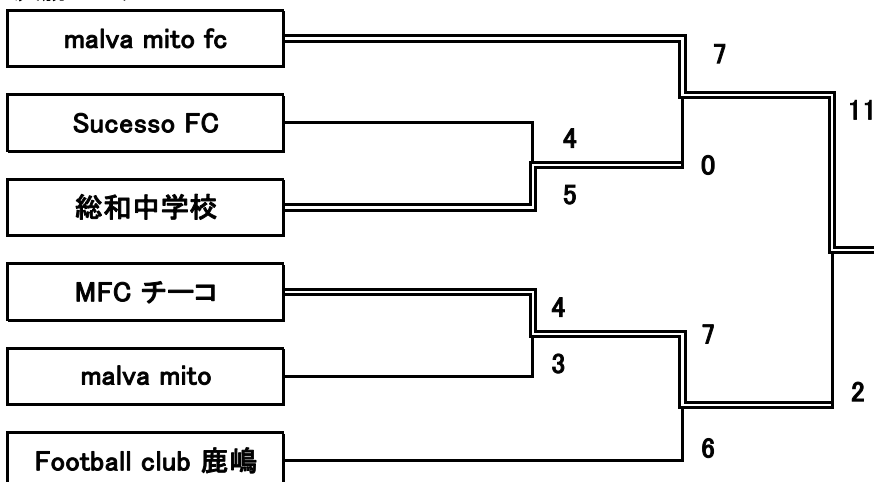 malva mito fc
7
11
Sucesso FC
4
0
総和中学校
5
MFC チーコ
4
7
malva mito
3
2
Football club 鹿嶋
6